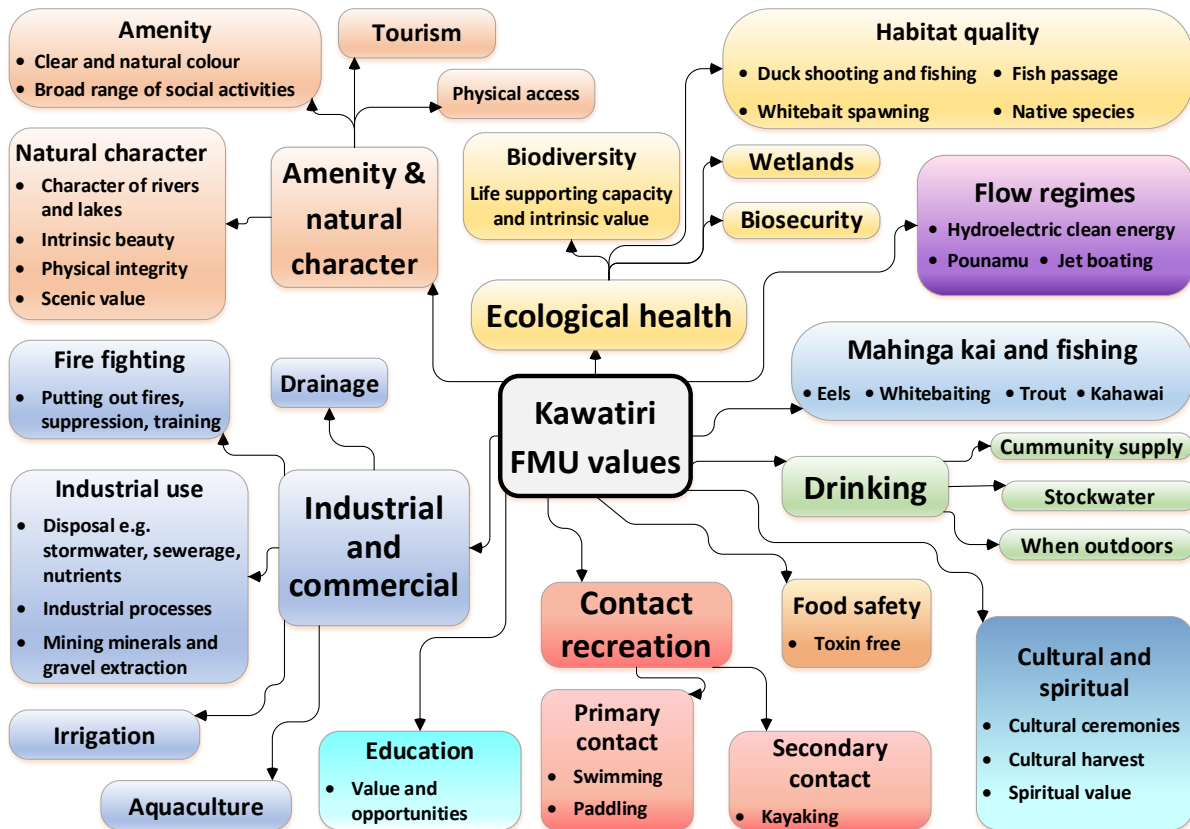 Amenity
• Clear and natural colour
• Broad range of social activities
Tourism
Physical access
Natural character
• Character of rivers
and lakes
• Intrinsic beauty
• Physical integrity
• Scenic value
Amenity &
natural
character
Habitat quality
• Duck shooting and fishing • Fish passage
• Whitebait spawning • Native species
Biodiversity
Life supporting capacity
and intrinsic value
Wetlands
Biosecurity
Ecological health
Flow regimes
• Hydroelectric clean energy
• Pounamu • Jet boating
Mahinga kai and fishing
• Eels • Whitebaiting • Trout • Kahawai
Kawatiri
FMU values
Drinking
Cummunity supply
Stockwater
When outdoors
Fire fighting
• Putting out fires,
suppression, training
Drainage
Industrial use
• Disposal e.g.
stormwater, sewerage,
nutrients
• Industrial processes
• Mining minerals and
gravel extraction
Industrial
and
commercial
Irrigation
Aquaculture
Education
• Value and
opportunities
Contact
recreation
Primary
contact
• Swimming
• Paddling
Secondary
contact
• Kayaking
Food safety
• Toxin free
Cultural and
spiritual
• Cultural ceremonies
• Cultural harvest
• Spiritual value